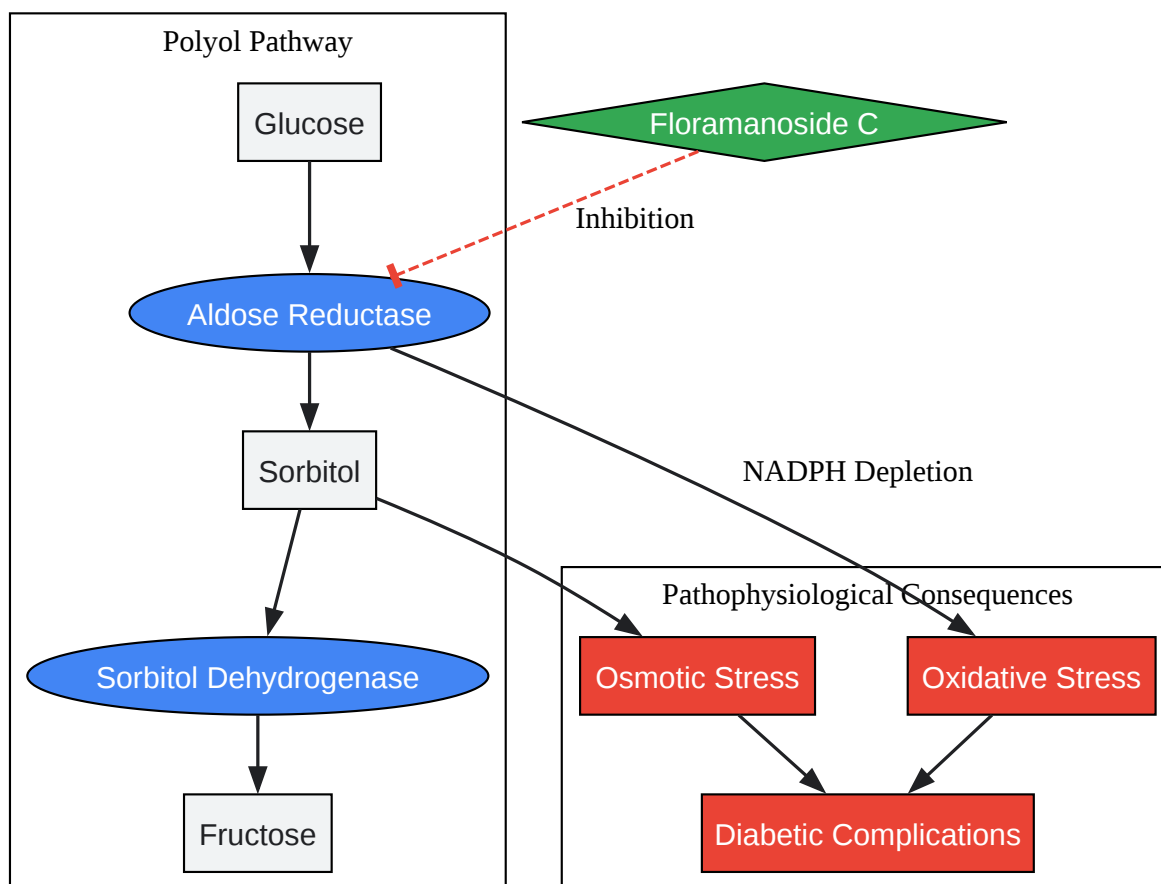 Polyol Pathway
Glucose
Floramanoside C
Inhibition
Aldose Reductase
Sorbitol
NADPH Depletion
Pathophysiological Consequences
Sorbitol Dehydrogenase
Osmotic Stress
Oxidative Stress
Fructose
Diabetic Complications